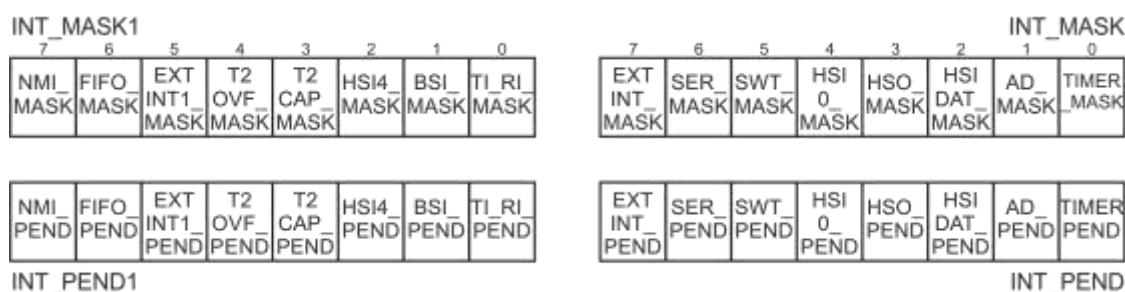 INT_MASK1 INT_MASK
7 6 5 4 3 2 1 0 7 6 5 4 3 2 1 0
NMI_ MASK FIFO_ MASK EXT INT1_ MASK T2 OVF_ MASK T2 CAP_ MASK HSI4_ MASK BSI_ MASK TI_RI_ MASK EXT INT_ MASK SER_ MASK SWT_ MASK HSI 0_ MASK HSO_ MASK HSI DAT_ MASK AD_ MASK TIMER _MASK
NMI_ PEND FIFO_ PEND EXT INT1_ PEND T2 OVF_ PEND T2 CAP_ PEND HSI4_ PEND BSI_ PEND TI_RI_ PEND EXT INT_ PEND SER_ PEND SWT_ PEND HSI 0_ PEND HSO_ PEND HSI DAT_ PEND AD_ PEND TIMER PEND
INT_PEND1 INT_PEND